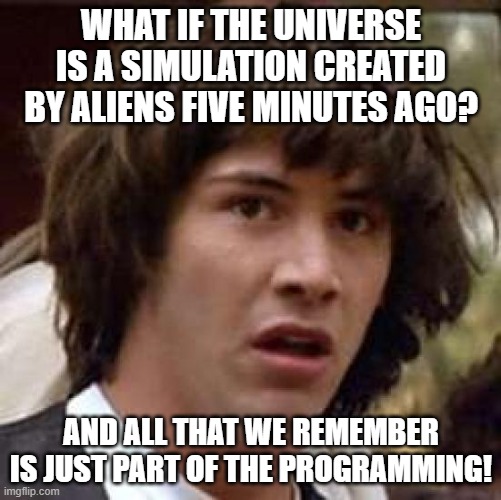 WHAT IF THE UNIVERSE
IS A SIMULATION CREATED
BY ALIENS FIVE MINUTES AGO?
AND ALL THAT WE REMEMBER
IS JUST PART OF THE PROGRAMMING!
imgflip.com